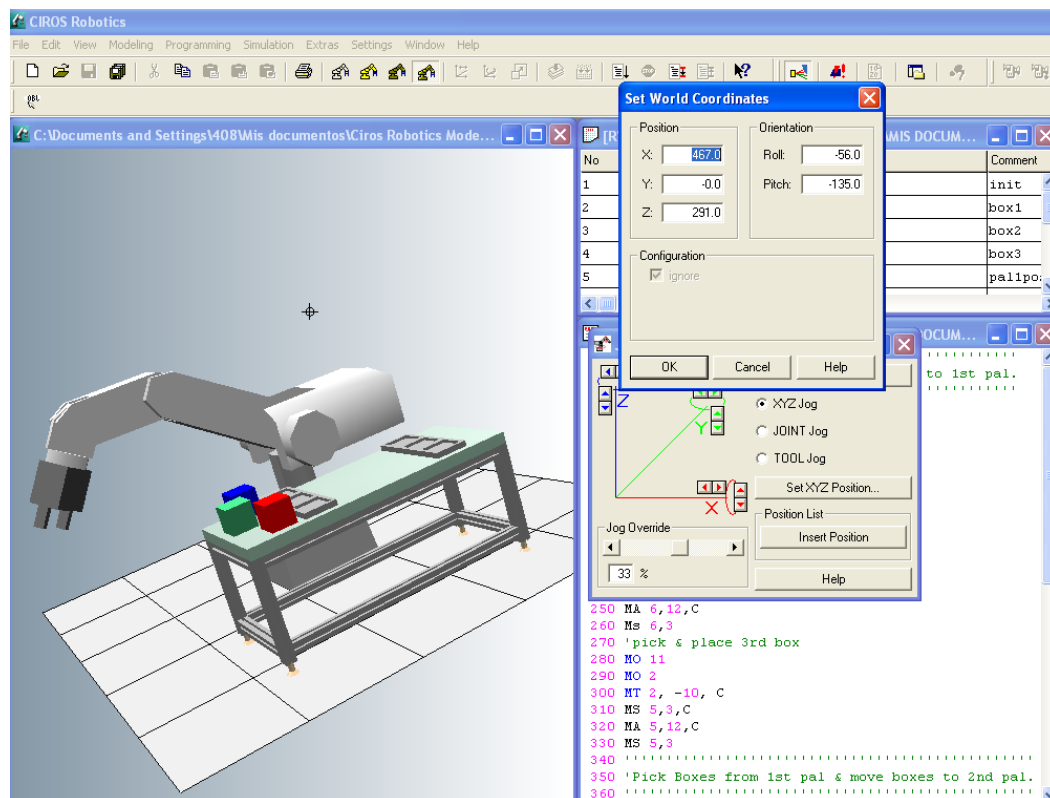 CIROS Robotics
File Edit View Modeling Programming Simulation Extras Settings Window Help
C:\Documents and Settings\408\Mis documentos\Ciros Robotics Mode...
MIS DOCUM...
No Comment
1 init
2 box1
3 box2
4 box3
5 pal1po
Set World Coordinates
Position
X: 467.0
Y: -0.0
Z: 291.0
Orientation
Roll: -56.0
Pitch: -135.0
Configuration
ignore
OK Cancel Help
OCUM...
to 1st pal.
Z
Y
X
XYZ Jog
JOINT Jog
TOOL Jog
Set XYZ Position...
Position List
Insert Position
Jog Override
33 %
Help
250 MA 6,12,C
260 Ms 6,3
270 'pick & place 3rd box
280 MO 11
290 MO 2
300 MT 2, -10, C
310 MS 5,3,C
320 MA 5,12,C
330 MS 5,3
340 ''''''''''''''''''''''''''''''''''''''''''
350 'Pick Boxes from 1st pal & move boxes to 2nd pal.
360 ''''''''''''''''''''''''''''''''''''''''''